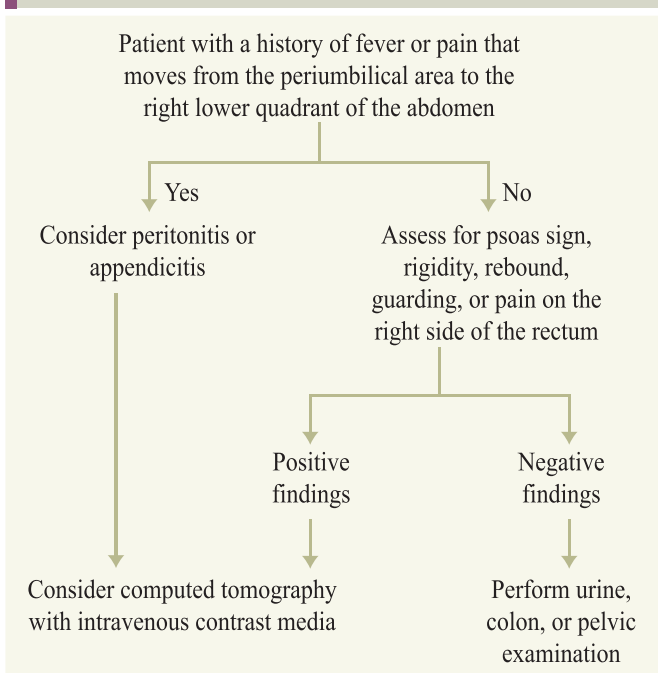 Patient with a history of fever or pain that
moves from the periumbilical area to the
right lower quadrant of the abdomen
Yes
No
Consider peritonitis or
appendicitis
Assess for psoas sign,
rigidity, rebound,
guarding, or pain on the
right side of the rectum
Positive
findings
Negative
findings
Consider computed tomography
with intravenous contrast media
Perform urine,
colon, or pelvic
examination